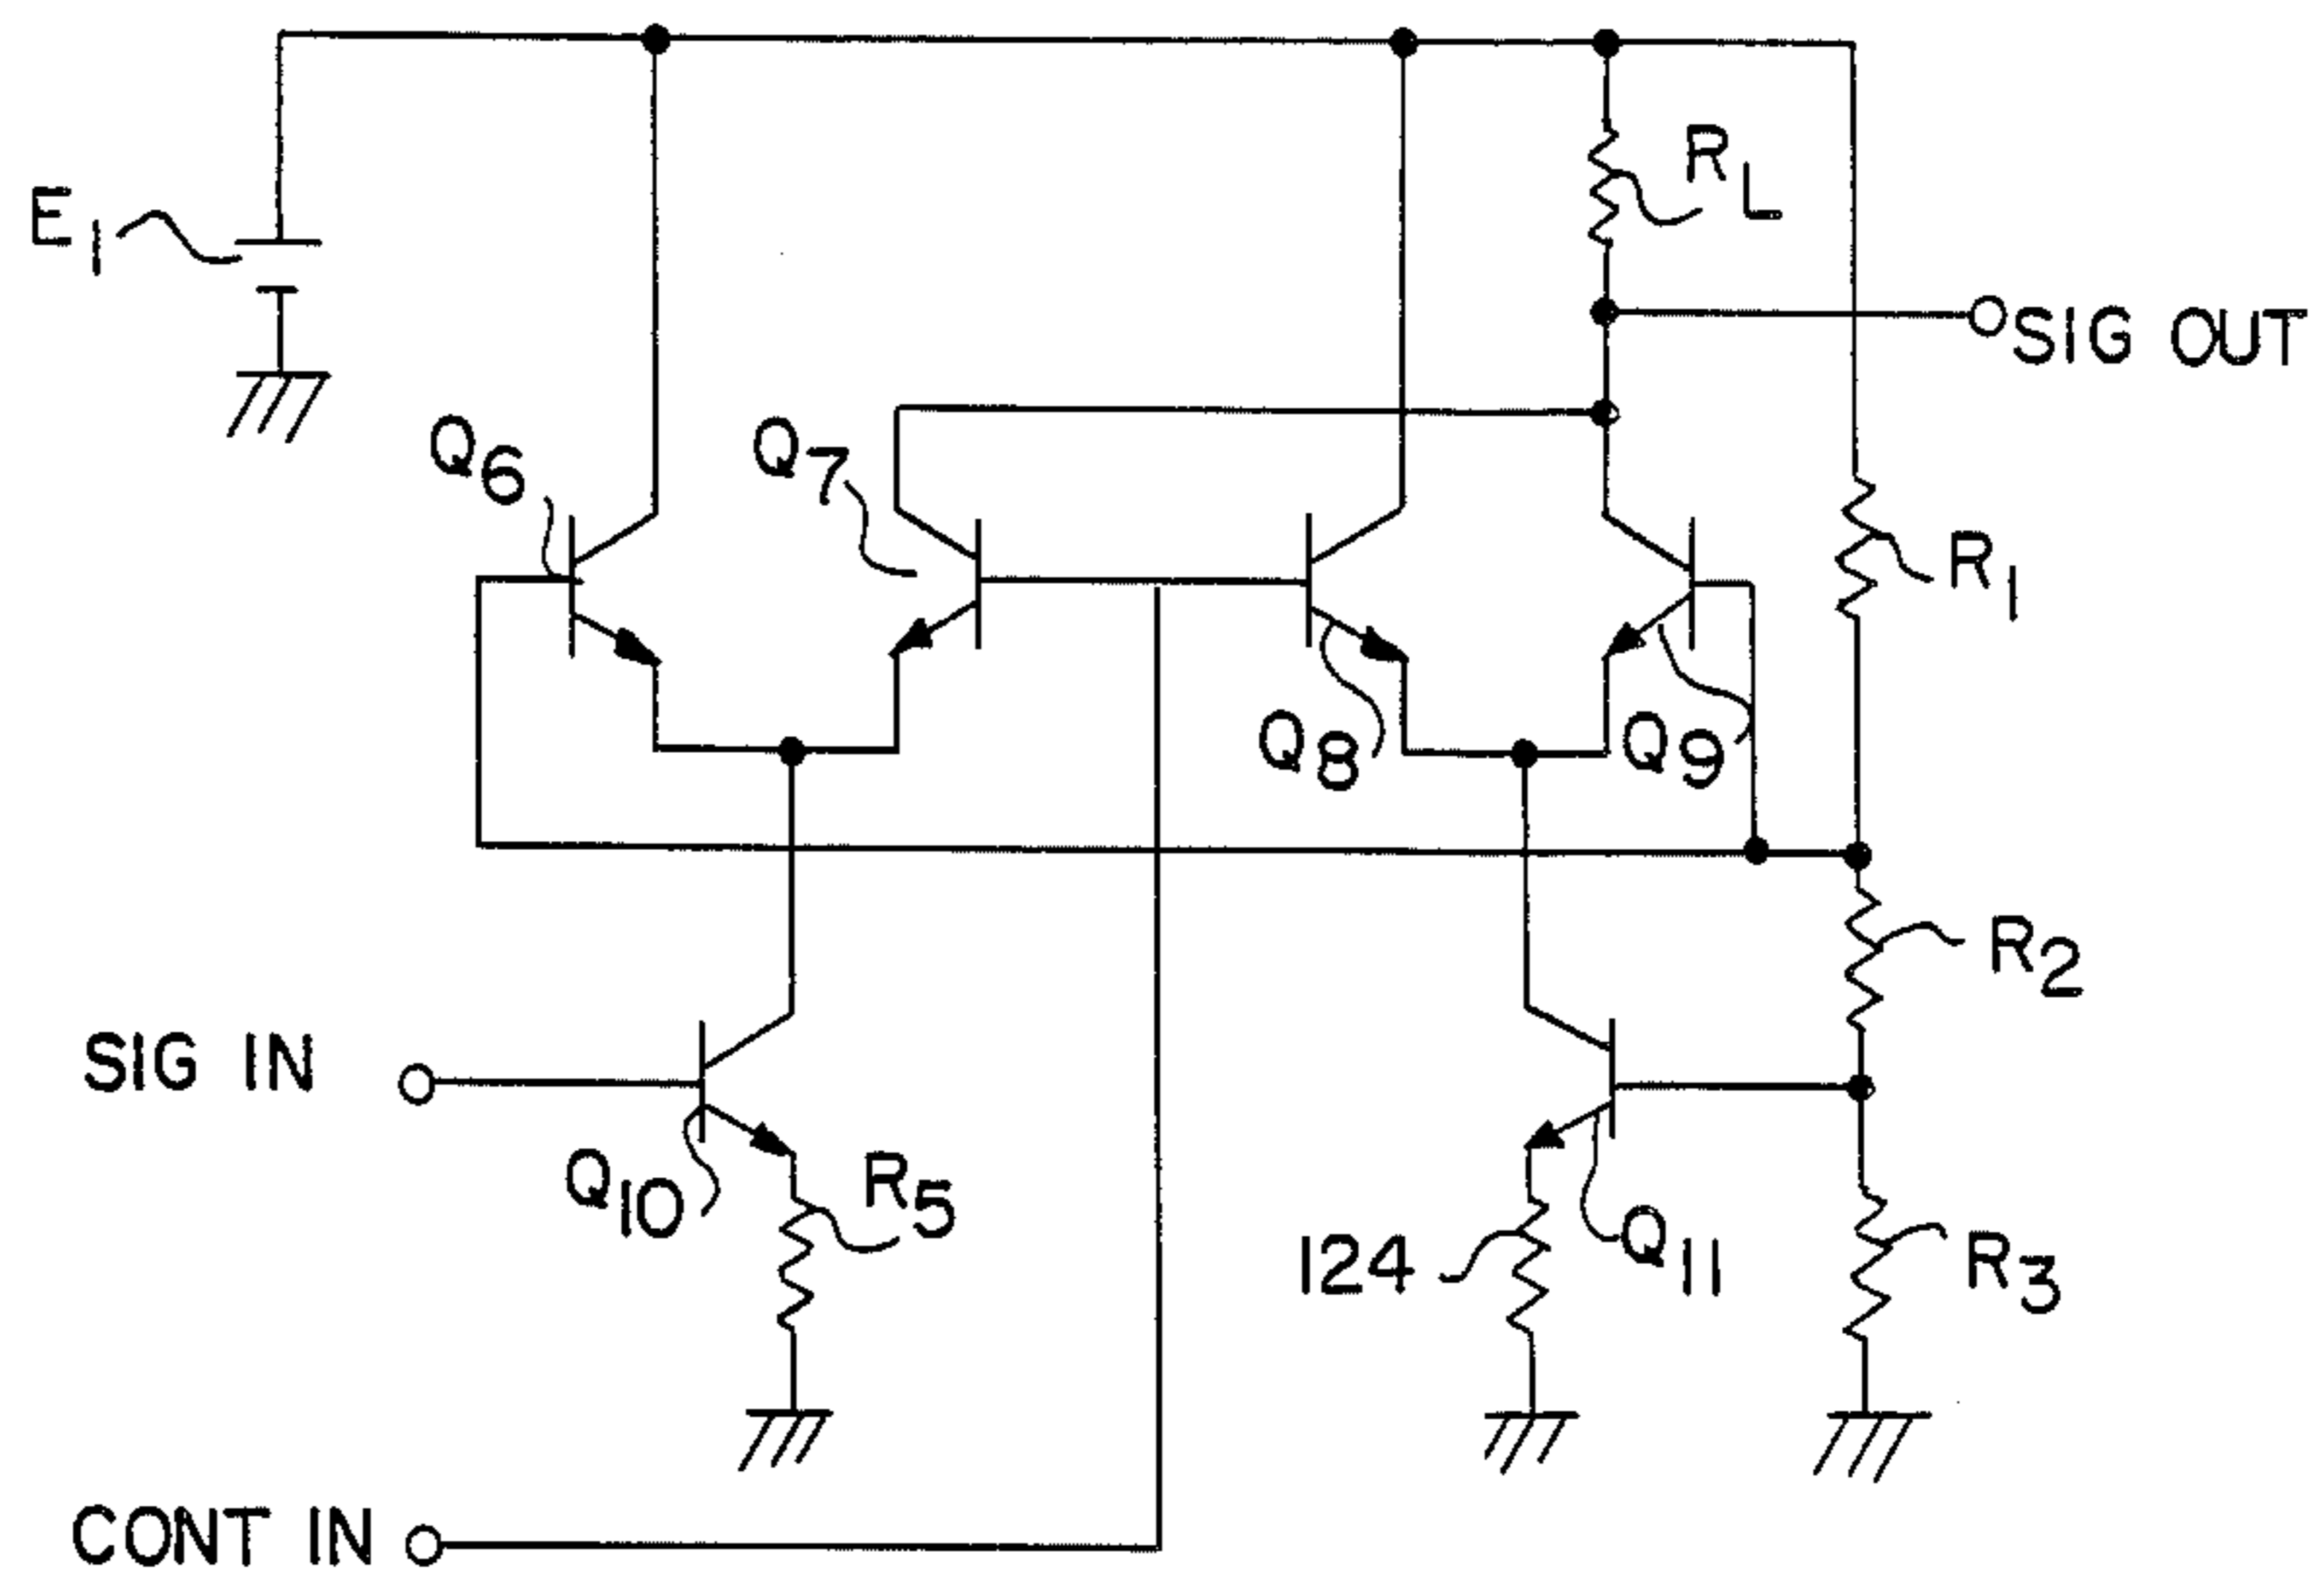 RL
E1
SIG OUT
Q6
Q7
R1
Q8
Q9
R2
SIG IN
Q10
R5
124
Q11
R3
CONT IN